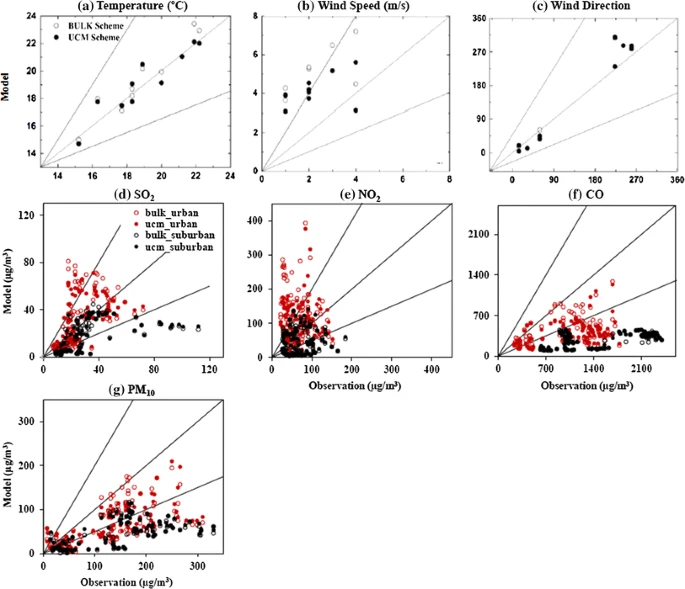 (a) Temperature (°C) (b) Wind Speed (m/s) (c) Wind Direction
24 8 360
BULK Scheme
UCM Scheme
22 6 270
20 4 180
18 90
16 2
14 0
12 0
Model
14 16 18 20 22 24 0 2 4 6 8 0 90 180 270 360
(d) SO2 (e) NO2 (f) CO
bulk_urban
ucm_urban
bulk_suburban
ucm_suburban
120 400 2100
80 300 1400
200
40 100 700
0 0 0
Model (µg/m³)
0 40 80 120 0 100 200 300 400 0 700 1400 2100
Observation (µg/m³) Observation (µg/m³) Observation (µg/m³)
(g) PM10
300
200
100
0
Model (µg/m³)
0 100 200 300
Observation (µg/m³)